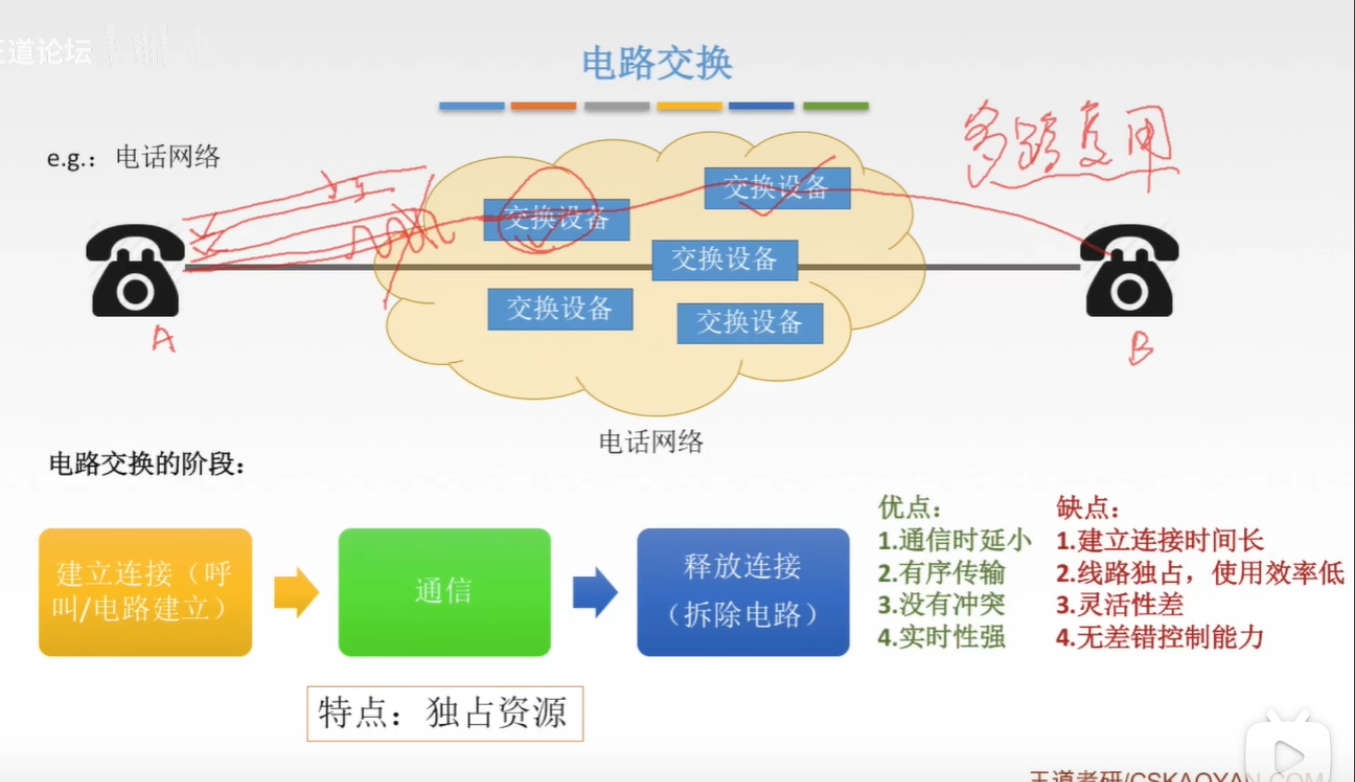 王道论坛
电路交换
多路复用
e.g.：电话网络
交换设备
交换设备
交换设备
交换设备
交换设备
A
B
电话网络
电路交换的阶段：
建立连接（呼
叫/电路建立）
通信
释放连接
（拆除电路）
优点：
1.通信时延小
2.有序传输
3.没有冲突
4.实时性强
缺点：
1.建立连接时间长
2.线路独占，使用效率低
3.灵活性差
4.无差错控制能力
特点：独占资源
王道考研/CSKAOYAN.COM